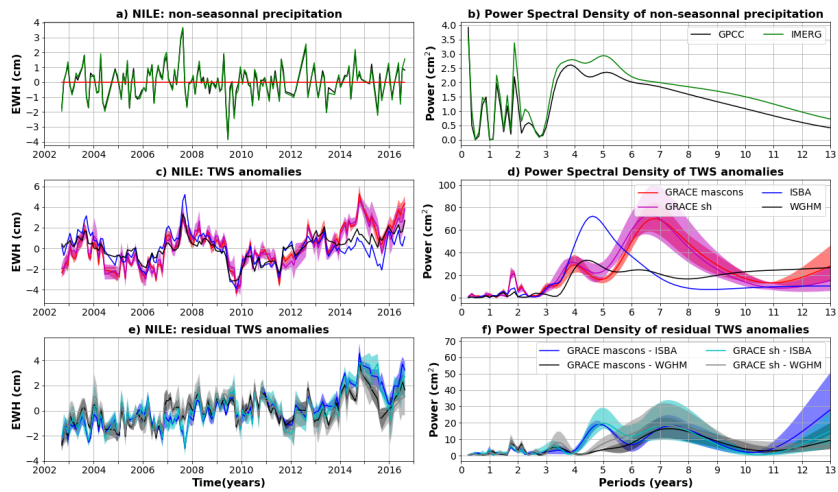 a) NILE: non-seasonnal precipitation
EWH (cm)
4
3
2
1
0
−1
−2
−3
−4
2002 2004 2006 2008 2010 2012 2014 2016
b) Power Spectral Density of non-seasonnal precipitation
Power (cm2)
4.0
3.5
3.0
2.5
2.0
1.5
1.0
0.5
0.0
GPCC IMERG
0 1 2 3 4 5 6 7 8 9 10 11 12 13
c) NILE: TWS anomalies
EWH (cm)
6
4
2
0
−2
−4
2002 2004 2006 2008 2010 2012 2014 2016
d) Power Spectral Density of TWS anomalies
Power (cm2)
100
80
60
40
20
0
GRACE mascons ISBA
GRACE sh WGHM
0 1 2 3 4 5 6 7 8 9 10 11 12 13
e) NILE: residual TWS anomalies
EWH (cm)
4
2
0
−2
−4
2002 2004 2006 2008 2010 2012 2014 2016
Time(years)
f) Power Spectral Density of residual TWS anomalies
Power (cm2)
70
60
50
40
30
20
10
0
GRACE mascons - ISBA GRACE sh - ISBA
GRACE mascons - WGHM GRACE sh - WGHM
0 1 2 3 4 5 6 7 8 9 10 11 12 13
Periods (years)